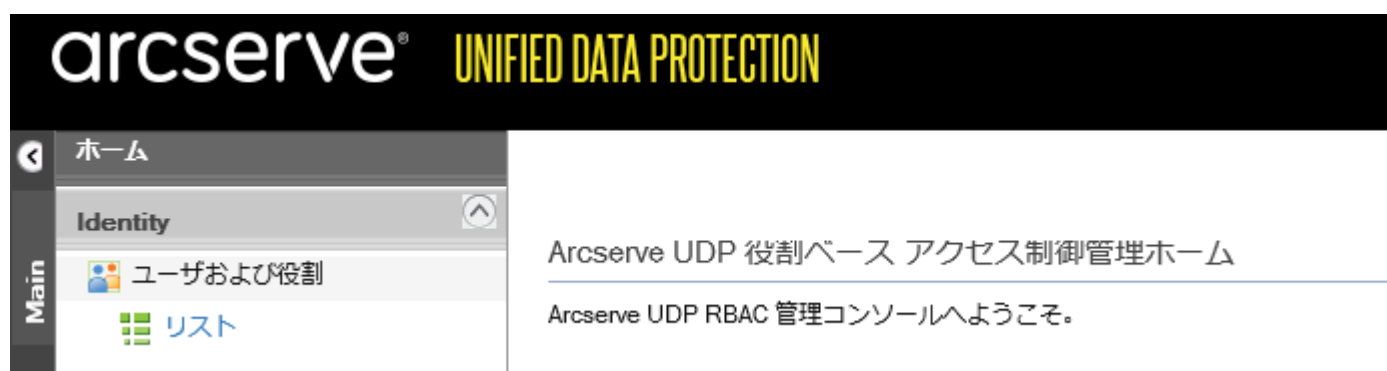 arcserve® UNIFIED DATA PROTECTION
ホーム
Identity
ユーザおよび役割
リスト
Main
Arcserve UDP 役割ベース アクセス制御管理ホーム
Arcserve UDP RBAC 管理コンソールへようこそ。